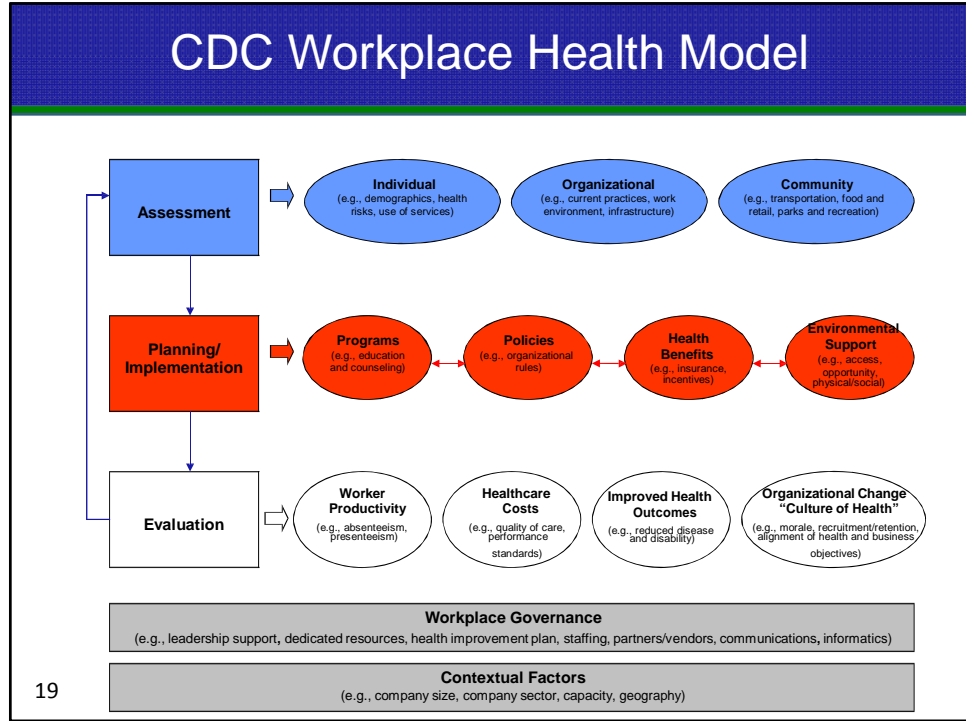 CDC Workplace Health Model
Assessment
Individual
(e.g., demographics, health
risks, use of services)
Organizational
(e.g., current practices, work
environment, infrastructure)
Community
(e.g., transportation, food and
retail, parks and recreation)
Planning/
Implementation
Programs
(e.g., education
and counseling)
Policies
(e.g., organizational
rules)
Health
Benefits
(e.g., insurance,
incentives)
Environmental
Support
(e.g., access,
opportunity,
physical/social)
Evaluation
Worker
Productivity
(e.g., absenteeism,
presenteeism)
Healthcare
Costs
(e.g., quality of care,
performance
standards)
Improved Health
Outcomes
(e.g., reduced disease
and disability)
Organizational Change
“Culture of Health”
(e.g., morale, recruitment/retention,
alignment of health and business
objectives)
Workplace Governance
(e.g., leadership support, dedicated resources, health improvement plan, staffing, partners/vendors, communications, informatics)
Contextual Factors
(e.g., company size, company sector, capacity, geography)
19